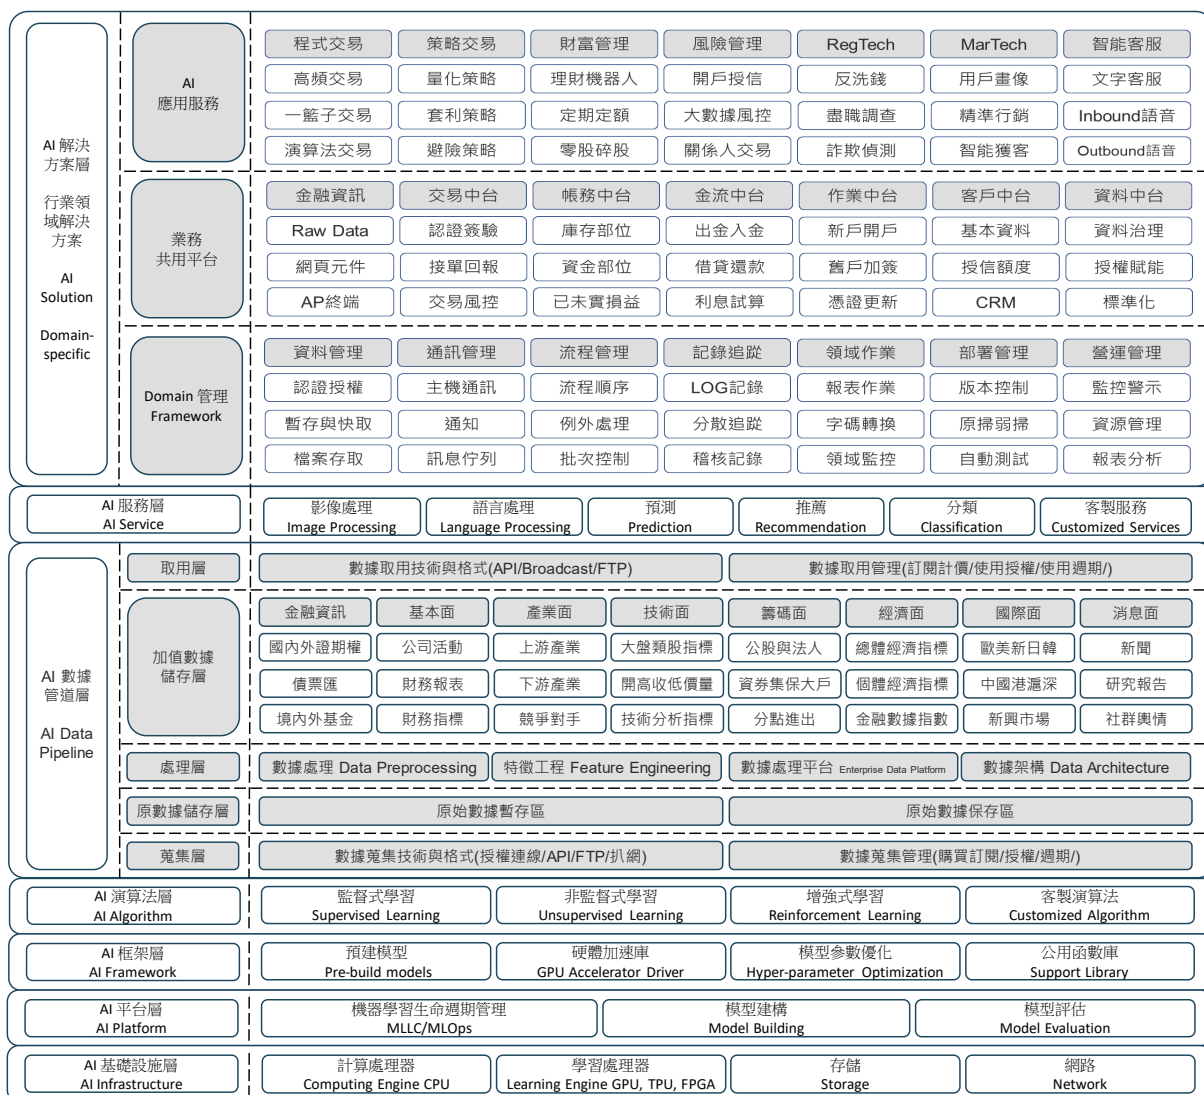 AI 解決
方案層
行業領
域解決
方案
AI
Solution
Domain-
specific
AI
應用服務
程式交易 策略交易 財富管理 風險管理 RegTech MarTech 智能客服
高頻交易 量化策略 理財機器人 開戶授信 反洗錢 用戶畫像 文字客服
一籃子交易 套利策略 定期定額 大數據風控 盡職調查 精準行銷 Inbound語音
演算法交易 避險策略 零股碎股 關係人交易 詐欺偵測 智能獲客 Outbound語音
業務
共用平台
金融資訊 交易中台 帳務中台 金流中台 作業中台 客戶中台 資料中台
Raw Data 認證簽驗 庫存部位 出金入金 新戶開戶 基本資料 資料治理
網頁元件 接單回報 資金部位 借貸還款 舊戶加簽 授信額度 授權賦能
AP終端 交易風控 已未實損益 利息試算 憑證更新 CRM 標準化
Domain 管理
Framework
資料管理 通訊管理 流程管理 記錄追蹤 領域作業 部署管理 營運管理
認證授權 主機通訊 流程順序 LOG記錄 報表作業 版本控制 監控警示
暫存與快取 通知 例外處理 分散追蹤 字碼轉換 原掃弱掃 資源管理
檔案存取 訊息佇列 批次控制 稽核記錄 領域監控 自動測試 報表分析
AI 服務層
AI Service
影像處理 語言處理 預測 推薦 分類 客製服務
Image Processing Language Processing Prediction Recommendation Classification Customized Services
AI 數據
管道層
AI Data
Pipeline
取用層
數據取用技術與格式(API/Broadcast/FTP) 數據取用管理(訂閱計價/使用授權/使用週期/)
加值數據
儲存層
金融資訊 基本面 產業面 技術面 籌碼面 經濟面 國際面 消息面
國內外證期權 公司活動 上游產業 大盤類股指標 公股與法人 總體經濟指標 歐美新日韓 新聞
債票匯 財務報表 下游產業 開高收低價量 資券集保大戶 個體經濟指標 中國港滬深 研究報告
境內外基金 財務指標 競爭對手 技術分析指標 分點進出 金融數據指數 新興市場 社群輿情
處理層
數據處理 Data Preprocessing 特徵工程 Feature Engineering 數據處理平台 Enterprise Data Platform 數據架構 Data Architecture
原數據儲存層
原始數據暫存區 原始數據保存區
蒐集層
數據蒐集技術與格式(授權連線/API/FTP/扒網) 數據蒐集管理(購買訂閱/授權/週期/)
AI 演算法層
AI Algorithm
監督式學習 非監督式學習 增強式學習 客製演算法
Supervised Learning Unsupervised Learning Reinforcement Learning Customized Algorithm
AI 框架層
AI Framework
預建模型 硬體加速庫 模型參數優化 公用函數庫
Pre-build models GPU Accelerator Driver Hyper-parameter Optimization Support Library
AI 平台層
AI Platform
機器學習生命週期管理 模型建構 模型評估
MLLC/MLOps Model Building Model Evaluation
AI 基礎設施層
AI Infrastructure
計算處理器 學習處理器 存儲 網路
Computing Engine CPU Learning Engine GPU, TPU, FPGA Storage Network